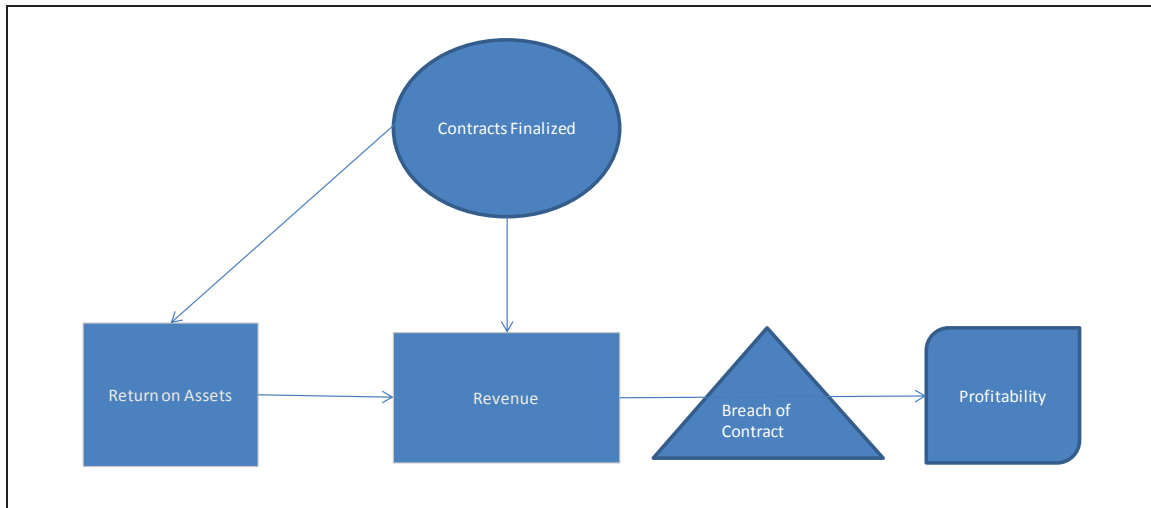 Contracts Finalized
Return on Assets
Revenue
Breach of
Contract
Profitability